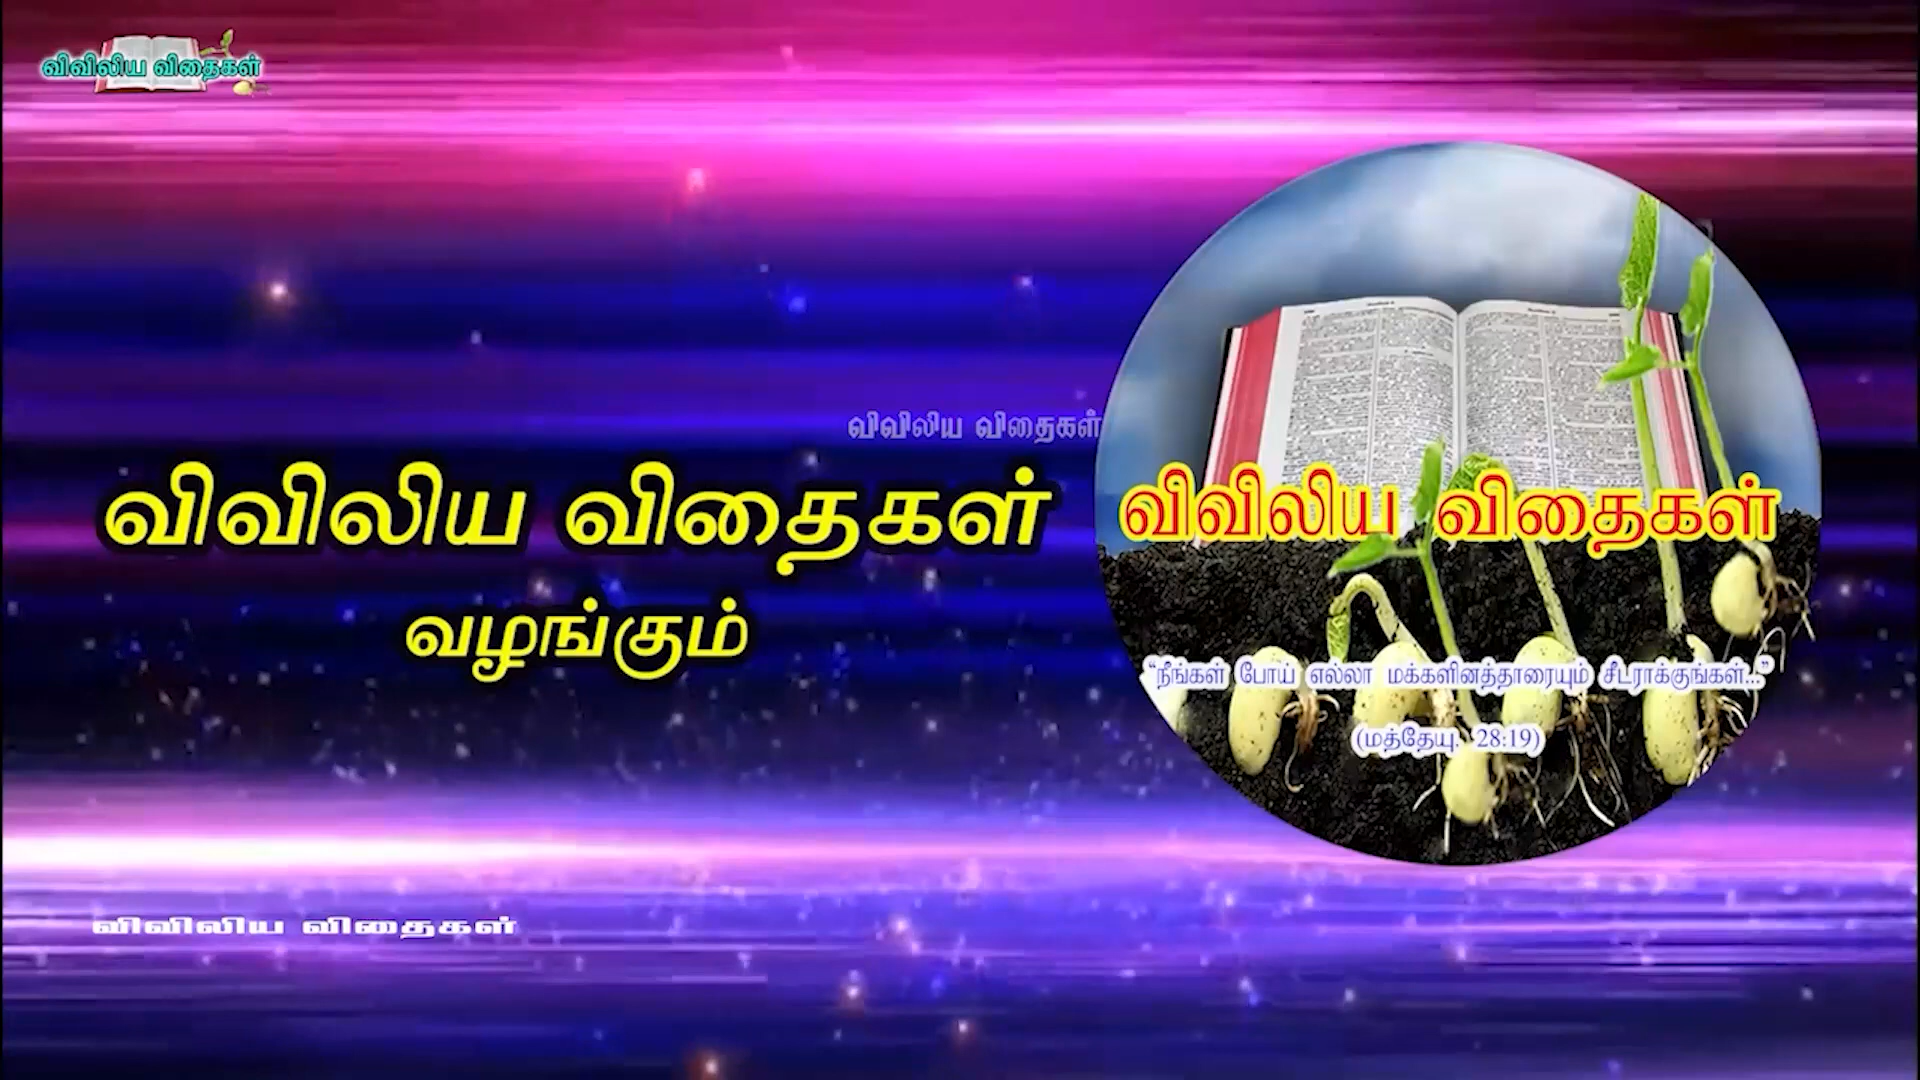 விவிலிய விதைகள்
விவிலிய விதைகள்
விவிலிய விதைகள்
வழங்கும்
விவிலிய விதைகள்
“நீங்கள் போய் எல்லா மக்களினத்தாரையும் சீடராக்குங்கள்...”
(மத்தேயு. 28:19)
விவிலிய விதைகள்